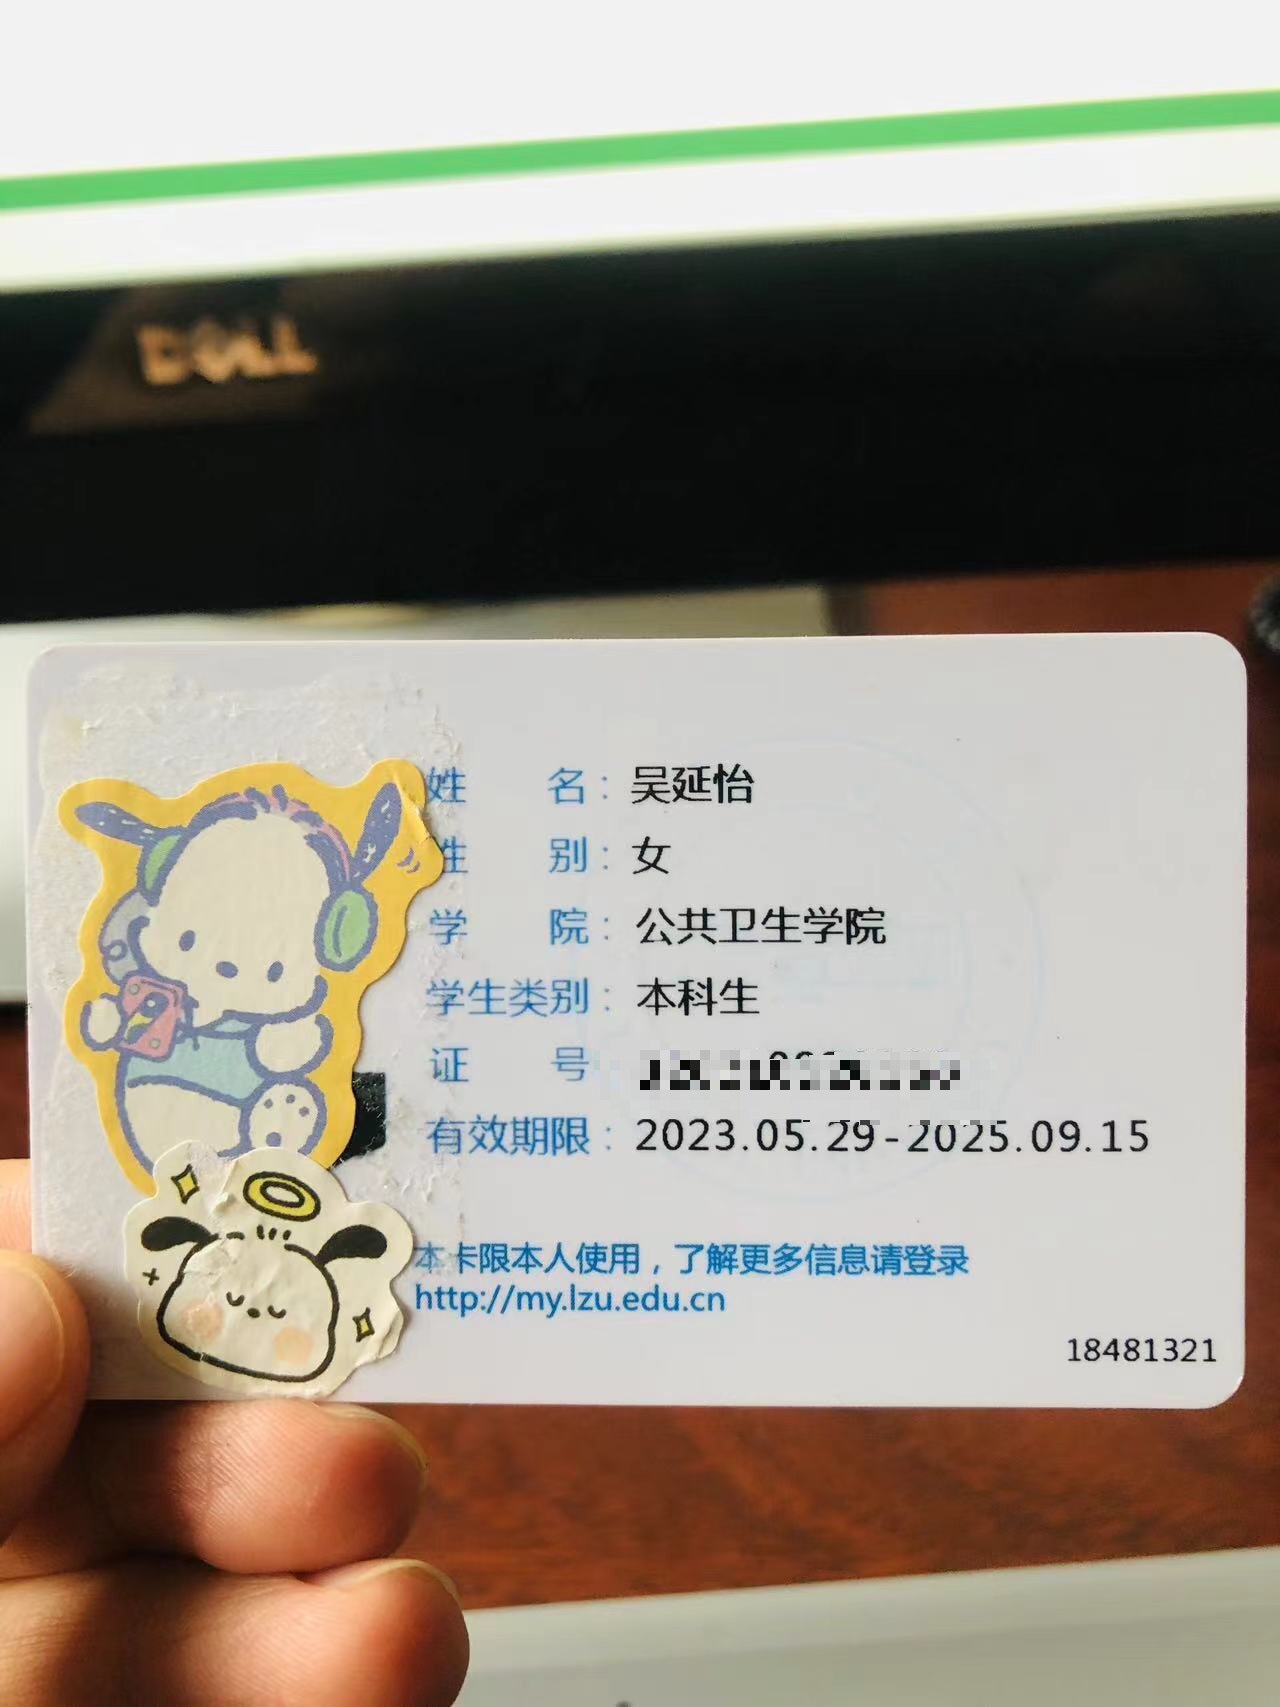 DELL
姓名：吴延怡
性别：女
学院：公共卫生学院
学生类别：本科生
证号
有效期限：2023.05.29-2025.09.15
本卡限本人使用，了解更多信息请登录
http://my.lzu.edu.cn
18481321